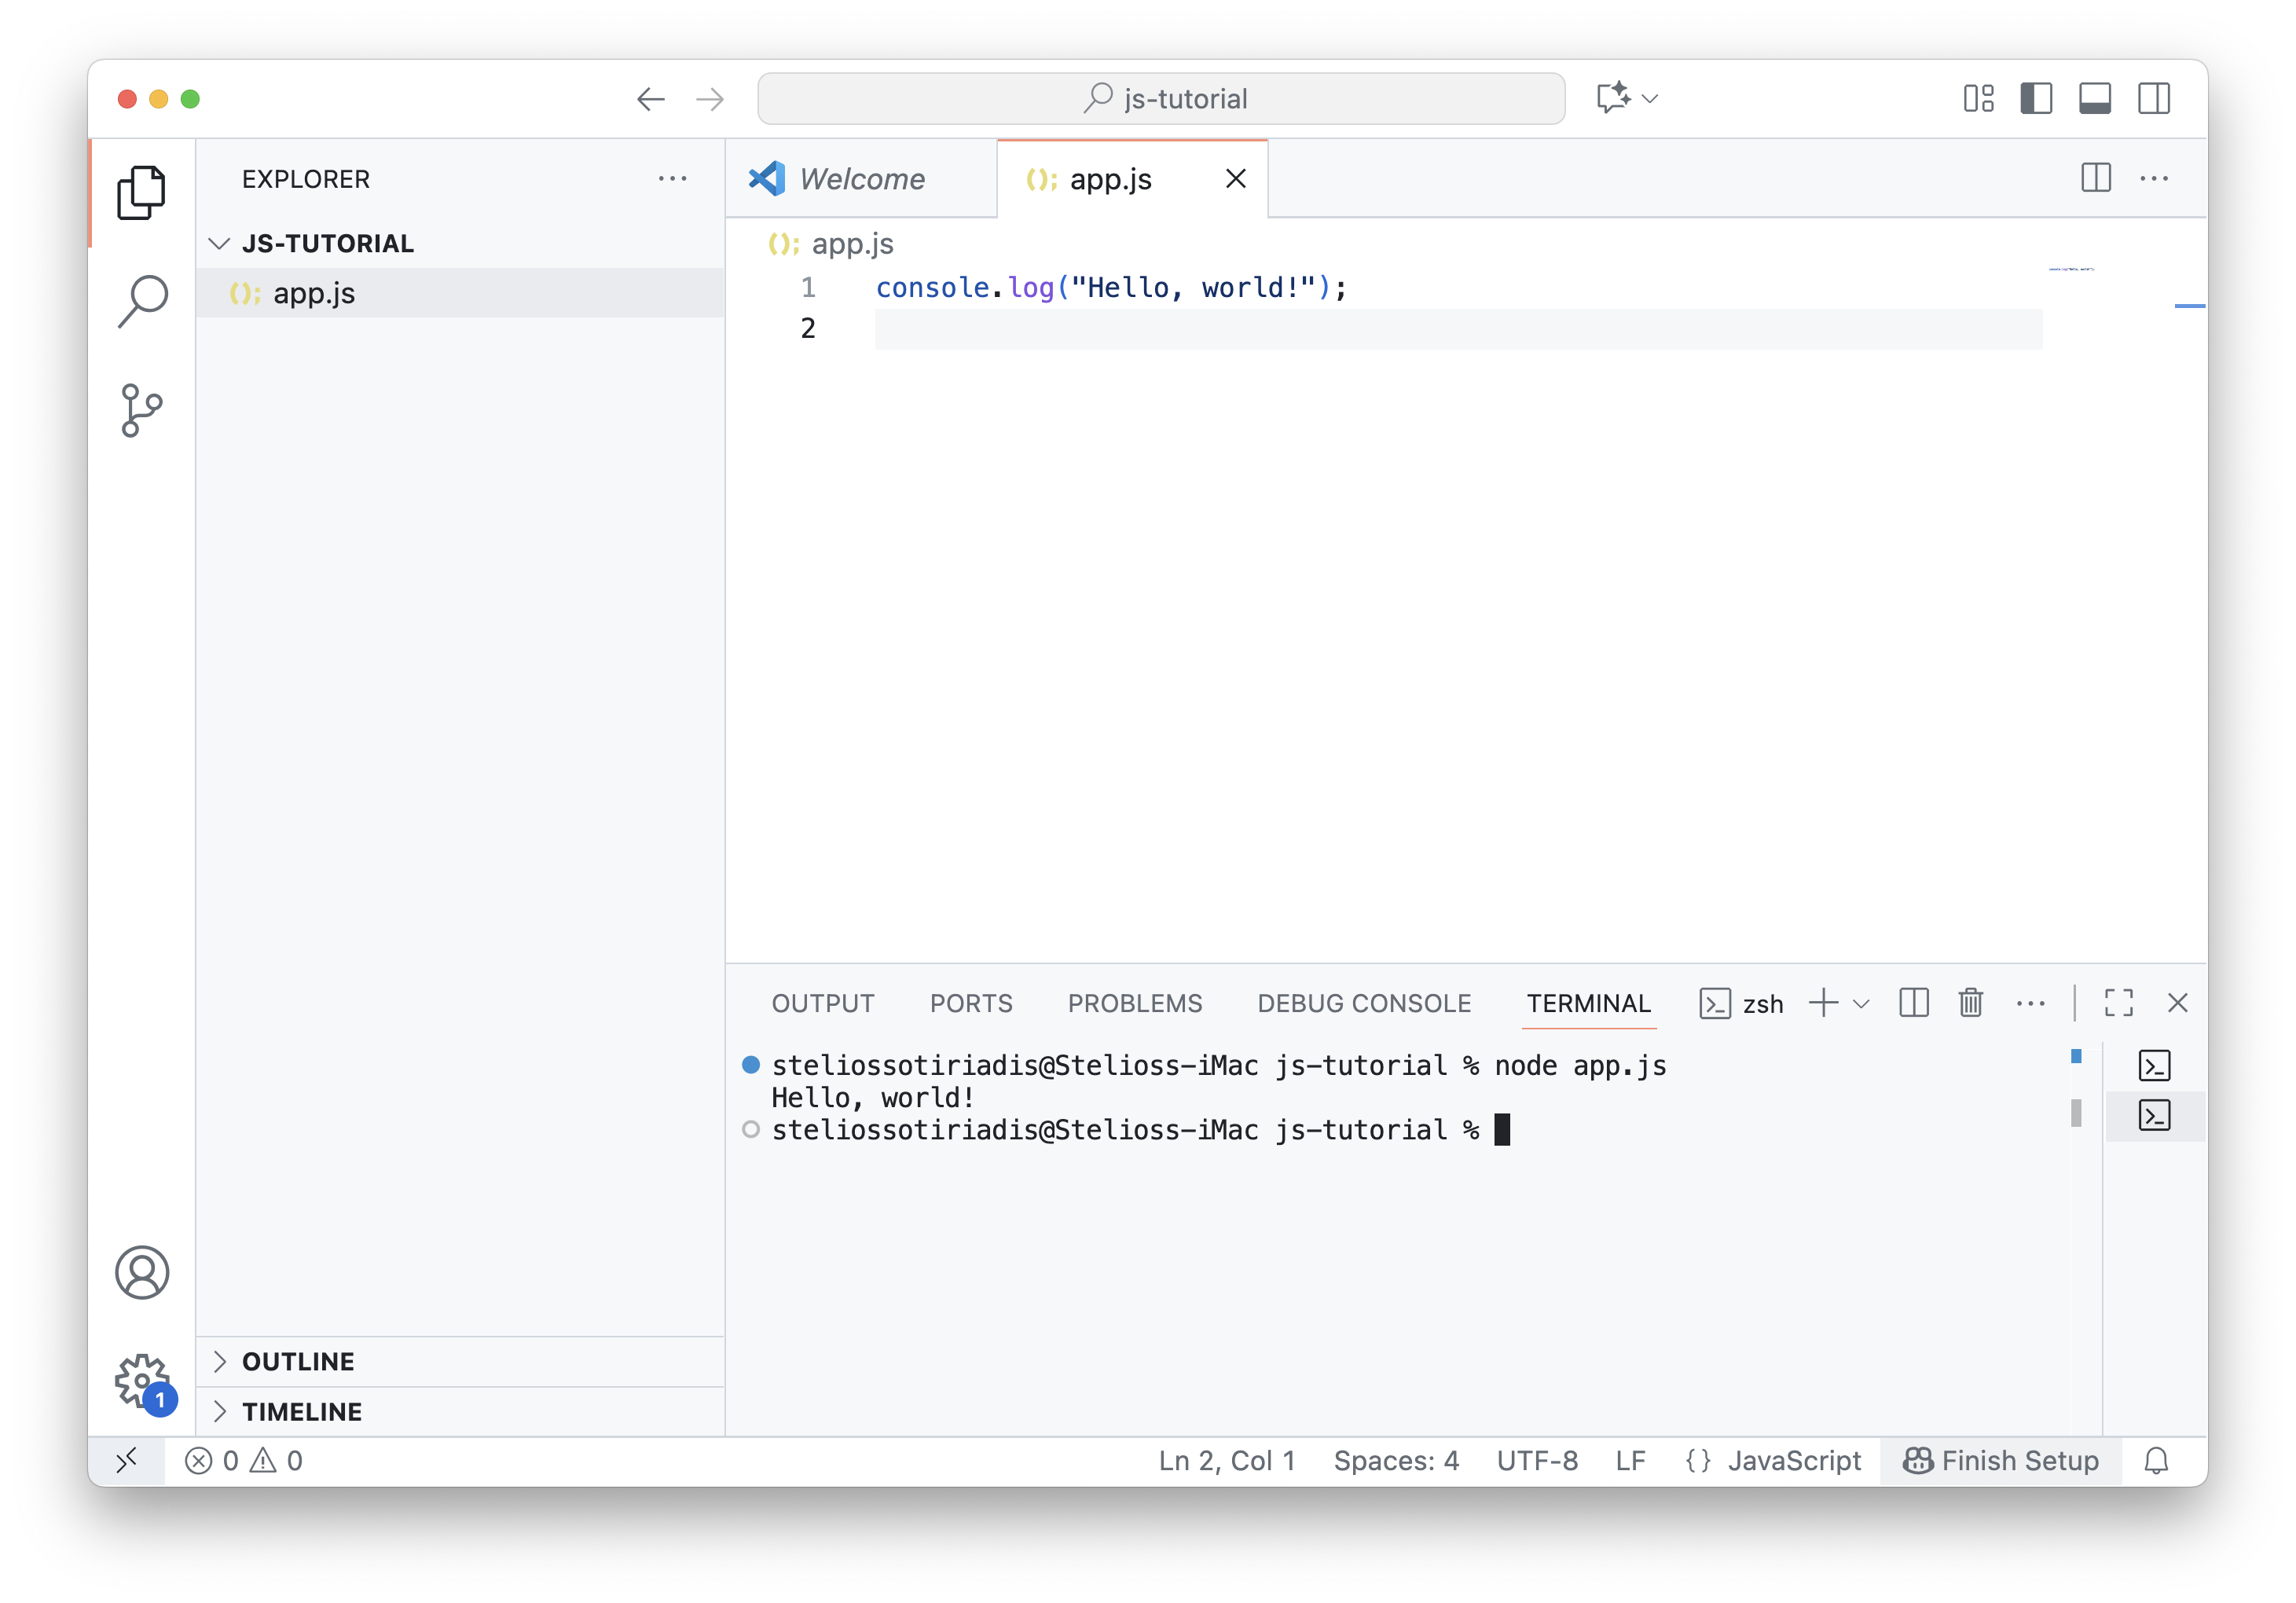 js-tutorial
EXPLORER
JS-TUTORIAL
app.js
Welcome
app.js
app.js
1 console.log("Hello, world!");
2
OUTPUT PORTS PROBLEMS DEBUG CONSOLE TERMINAL zsh
steliossotiriadis@Stelioss-iMac js-tutorial % node app.js
Hello, world!
steliossotiriadis@Stelioss-iMac js-tutorial %
OUTLINE
TIMELINE
1
0 0 Ln 2, Col 1 Spaces: 4 UTF-8 LF {} JavaScript Finish Setup